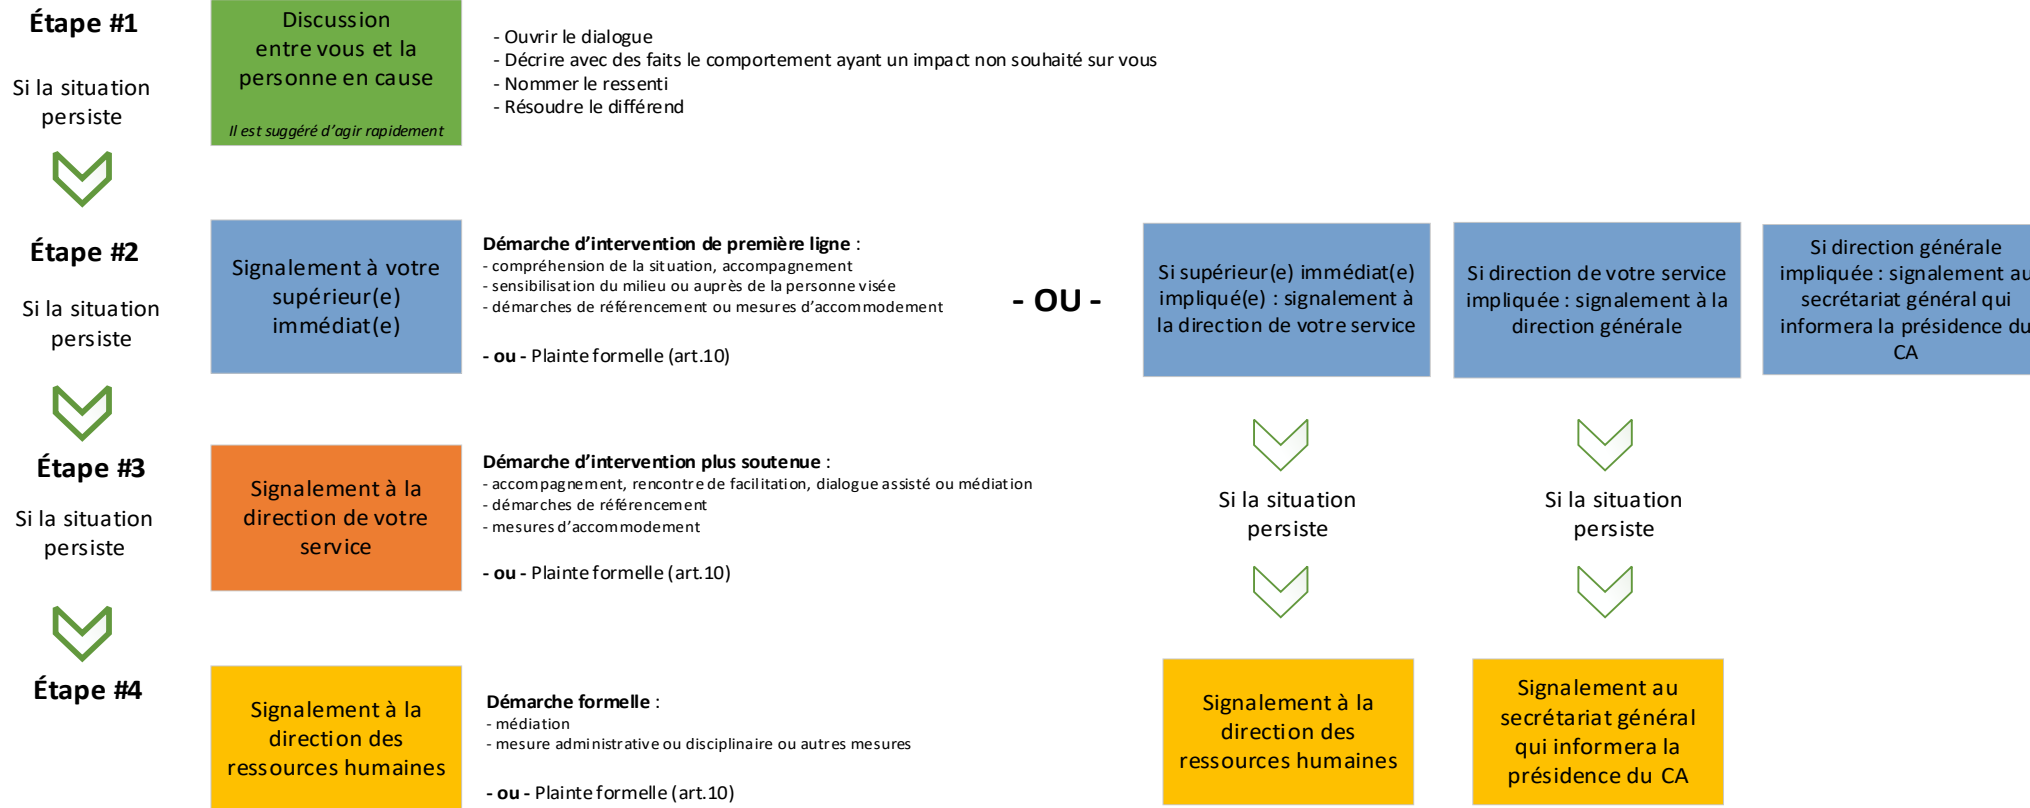 Étape #1
Si la situation
persiste
Discussion
entre vous et la
personne en cause
Il est suggéré d'agir rapidement
- Ouvrir le dialogue
- Décrire avec des faits le comportement ayant un impact non souhaité sur vous
- Nommer le ressenti
- Résoudre le différend
Étape #2
Si la situation
persiste
Signalement à votre
supérieur(e)
immédiat(e)
Démarche d'intervention de première ligne :
- compréhension de la situation, accompagnement
- sensibilisation du milieu ou auprès de la personne visée
- démarches de référencement ou mesures d'accommodement
- ou - Plainte formelle (art.10)
- OU -
Si supérieur(e) immédiat(e)
impliqué(e) : signalement à
la direction de votre service
Si direction de votre service
impliquée : signalement à la
direction générale
Si direction générale
impliquée : signalement au
secrétariat général qui
informera la présidence du
CA
Étape #3
Si la situation
persiste
Signalement à la
direction de votre
service
Démarche d'intervention plus soutenue :
- accompagnement, rencontre de facilitation, dialogue assisté ou médiation
- démarches de référencement
- mesures d'accommodement
- ou - Plainte formelle (art.10)
Si la situation
persiste
Si la situation
persiste
Étape #4
Signalement à la
direction des
ressources humaines
Démarche formelle :
- médiation
- mesure administrative ou disciplinaire ou autres mesures
- ou - Plainte formelle (art.10)
Signalement à la
direction des
ressources humaines
Signalement au
secrétariat général
qui informera la
présidence du CA